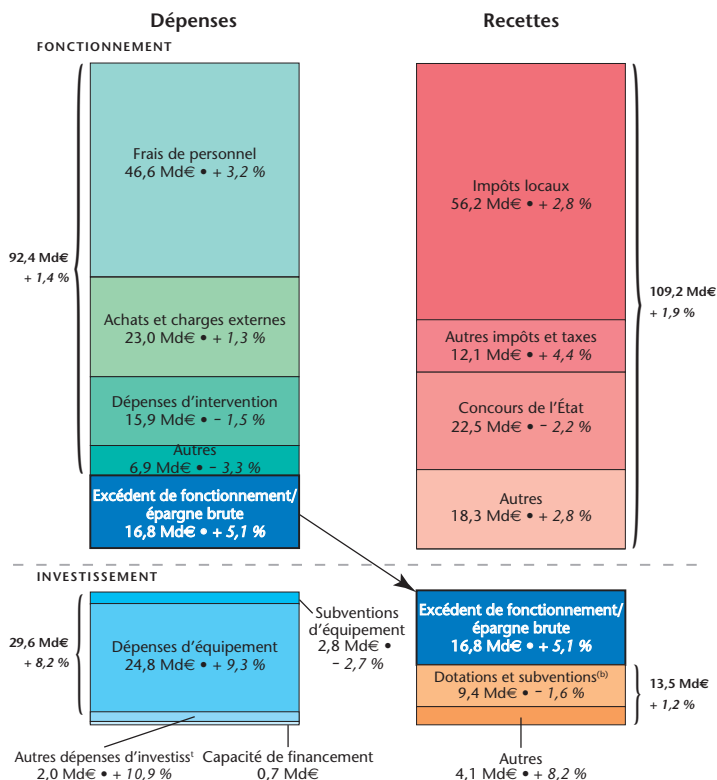 Dépenses
Recettes
FONCTIONNEMENT
Frais de personnel
46,6 Md€ • + 3,2 %
Achats et charges externes
23,0 Md€ • + 1,3 %
Dépenses d’intervention
15,9 Md€ • − 1,5 %
Autres
6,9 Md€ • − 3,3 %
Excédent de fonctionnement/
épargne brute
16,8 Md€ • + 5,1 %
92,4 Md€
+ 1,4 %
Impôts locaux
56,2 Md€ • + 2,8 %
Autres impôts et taxes
12,1 Md€ • + 4,4 %
Concours de l’État
22,5 Md€ • − 2,2 %
Autres
18,3 Md€ • + 2,8 %
109,2 Md€
+ 1,9 %
INVESTISSEMENT
29,6 Md€
+ 8,2 %
Dépenses d’équipement
24,8 Md€ • + 9,3 %
Subventions
d’équipement
2,8 Md€ •
− 2,7 %
Autres dépenses d’investissᵗ
2,0 Md€ • + 10,9 %
Capacité de financement
0,7 Md€
Excédent de fonctionnement/
épargne brute
16,8 Md€ • + 5,1 %
Dotations et subventions(b)
9,4 Md€ • − 1,6 %
13,5 Md€
+ 1,2 %
Autres
4,1 Md€ • + 8,2 %